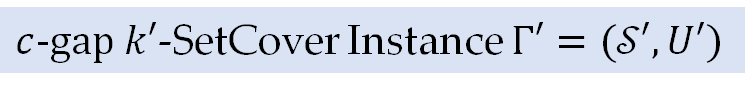 c-gap k′-SetCover Instance Γ′ = (𝒮′, U′)